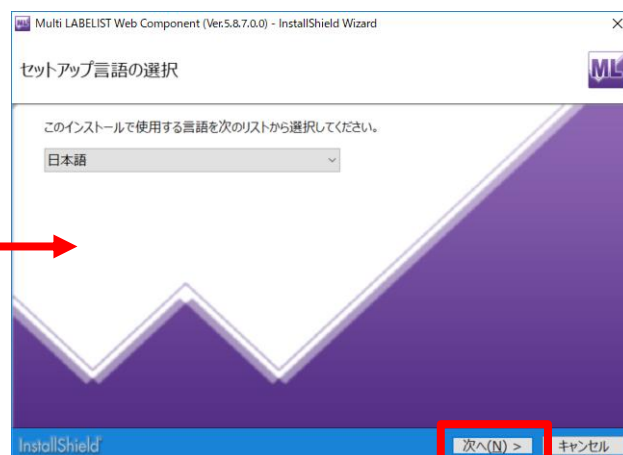 Multi LABELIST Web Component (Ver.5.8.7.0.0) - InstallShield Wizard
セットアップ言語の選択
ML
このインストールで使用する言語を次のリストから選択してください。
日本語
InstallShield
次へ(N) >
キャンセル